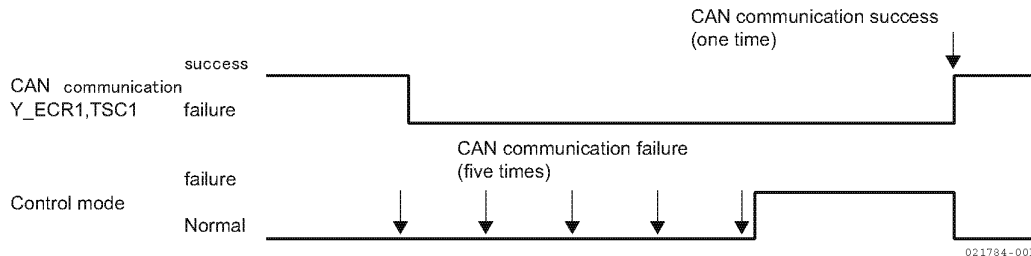 CAN communication success
(one time)
success
CAN communication
Y_ECR1,TSC1 failure
CAN communication failure
(five times)
failure
Control mode
Normal